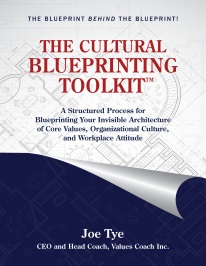 THE BLUEPRINT BEHIND THE BLUEPRINT!
THE CULTURAL
BLUEPRINTING
TOOLKIT™
A Structured Process for
Blueprinting Your Invisible Architecture
of Core Values, Organizational Culture,
and Workplace Attitude
Joe Tye
CEO and Head Coach, Values Coach Inc.